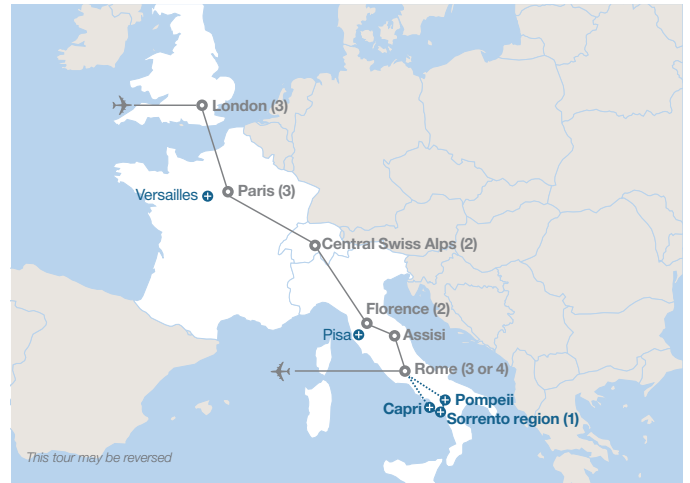 London (3)
Paris (3)
Versailles
Central Swiss Alps (2)
Florence (2)
Pisa
Assisi
Rome (3 or 4)
Pompeii
Capri
Sorrento region (1)
This tour may be reversed